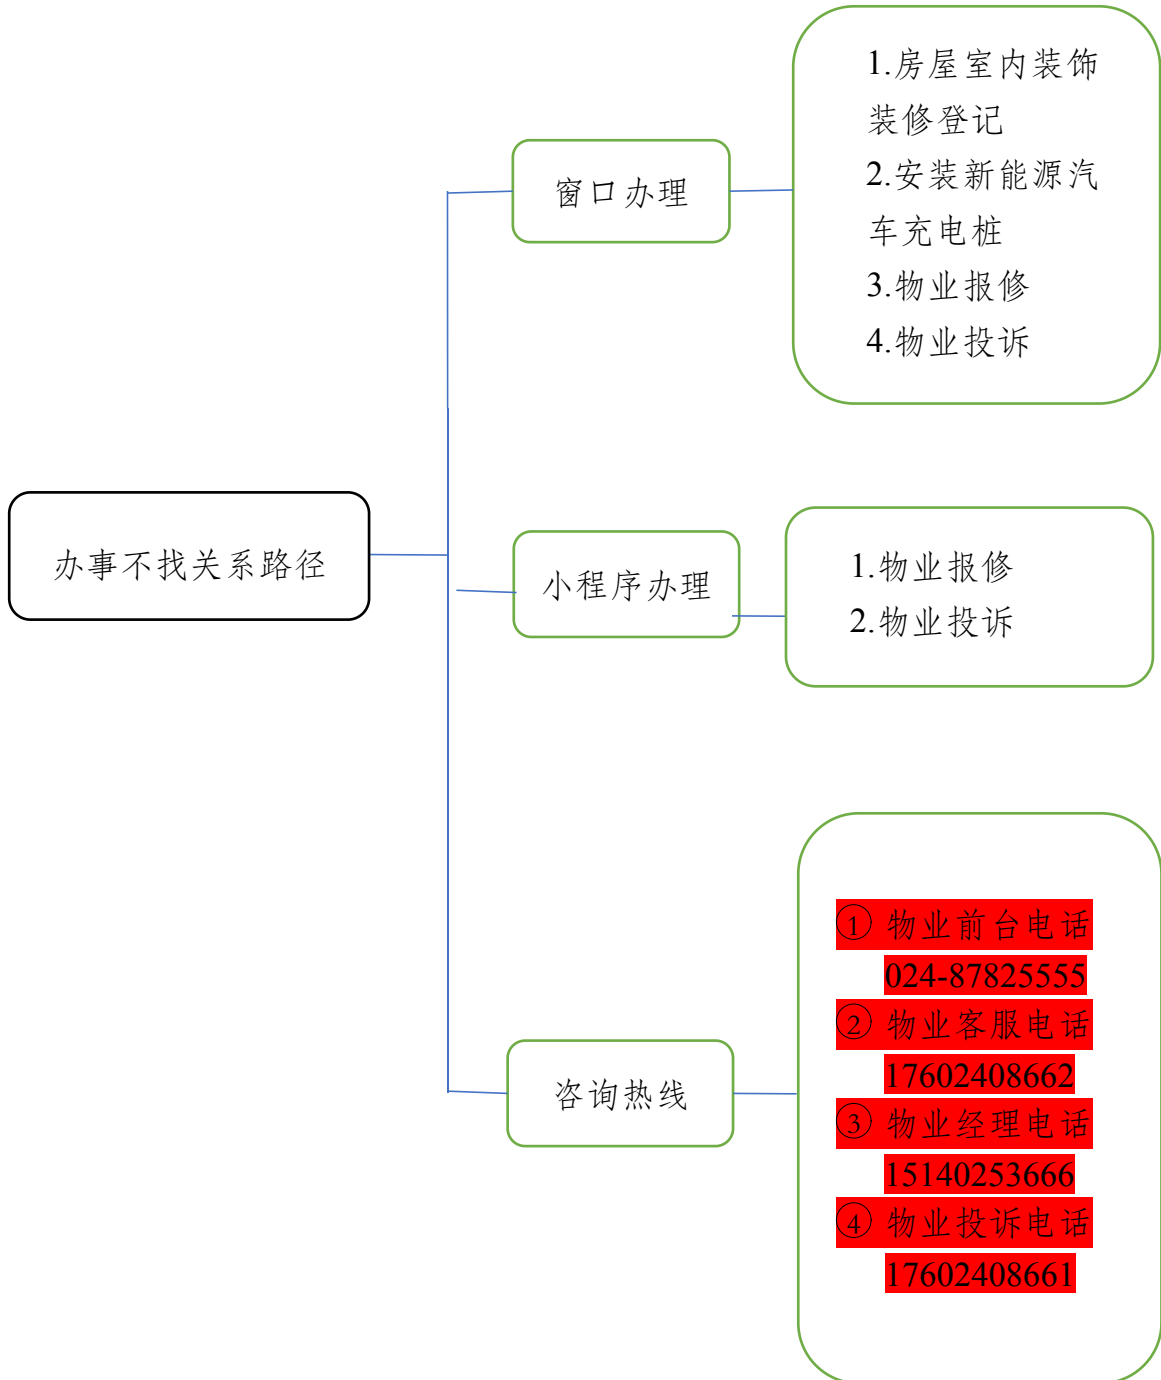 办事不找关系路径
窗口办理
1.房屋室内装饰
装修登记
2.安装新能源汽
车充电桩
3.物业报修
4.物业投诉
小程序办理
1.物业报修
2.物业投诉
咨询热线
① 物业前台电话
024-87825555
② 物业客服电话
17602408662
③ 物业经理电话
15140253666
④ 物业投诉电话
17602408661